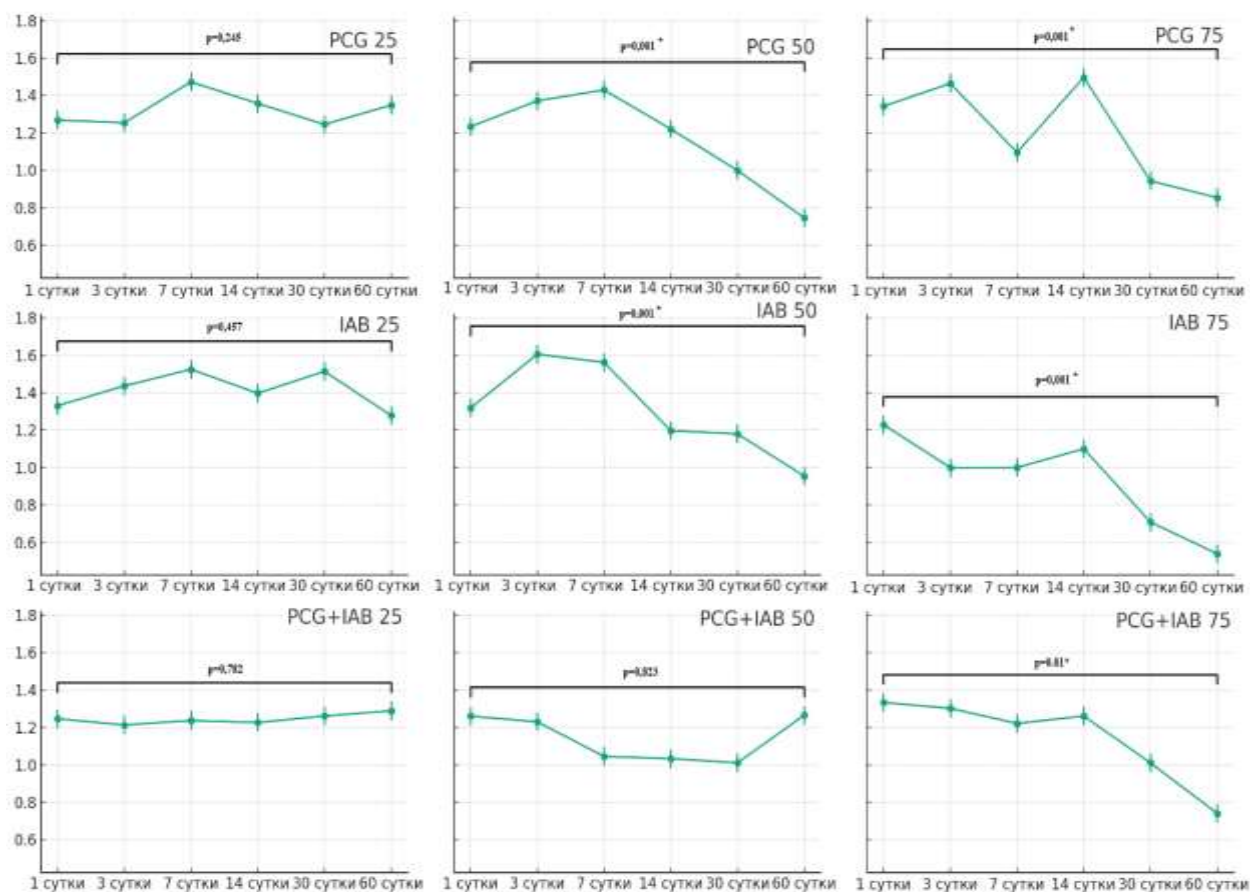 1.8
1.6
1.4
1.2
1.0
0.8
0.6
p=0,245
PCG 25
p=0,001 *
PCG 50
p=0,001 *
PCG 75
1 сутки 3 сутки 7 сутки 14 сутки 30 сутки 60 сутки
1 сутки 3 сутки 7 сутки 14 сутки 30 сутки 60 сутки
1 сутки 3 сутки 7 сутки 14 сутки 30 сутки 60 сутки
1.8
1.6
1.4
1.2
1.0
0.8
0.6
p=0,457
IAB 25
p=0,001 *
IAB 50
p=0,001 *
IAB 75
1 сутки 3 сутки 7 сутки 14 сутки 30 сутки 60 сутки
1 сутки 3 сутки 7 сутки 14 сутки 30 сутки 60 сутки
1 сутки 3 сутки 7 сутки 14 сутки 30 сутки 60 сутки
1.8
1.6
1.4
1.2
1.0
0.8
0.6
p=0,782
PCG+IAB 25
p=0,823
PCG+IAB 50
p=0.01*
PCG+IAB 75
1 сутки 3 сутки 7 сутки 14 сутки 30 сутки 60 сутки
1 сутки 3 сутки 7 сутки 14 сутки 30 сутки 60 сутки
1 сутки 3 сутки 7 сутки 14 сутки 30 сутки 60 сутки